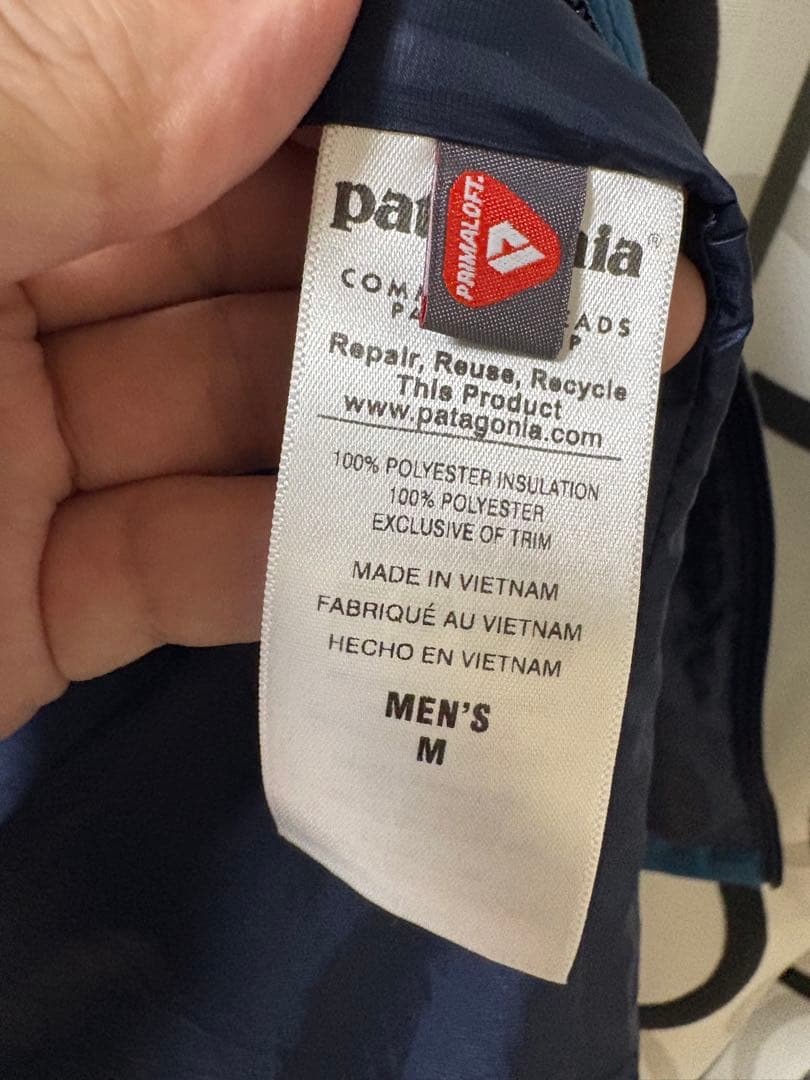 PRIMALOFT®
Repair, Reuse, Recycle
This Product
www.patagonia.com
100% POLYESTER INSULATION
100% POLYESTER
EXCLUSIVE OF TRIM
MADE IN VIETNAM
FABRIQUÉ AU VIETNAM
HECHO EN VIETNAM
MEN'S
M